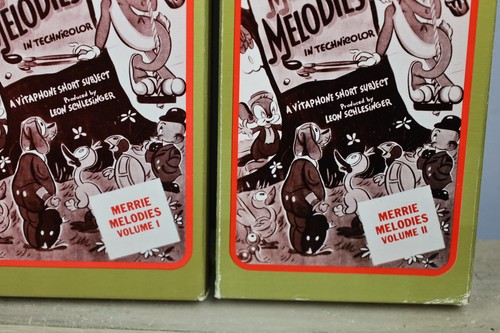 MELODIES
IN TECHNICOLOR
A VITAPHONE SHORT SUBJECT
Produced by
LEON SCHLESINGER
MERRIE
MELODIES
VOLUME I
MELODIES
IN TECHNICOLOR
A VITAPHONE SHORT SUBJECT
Produced by
LEON SCHLESINGER
MERRIE
MELODIES
VOLUME II